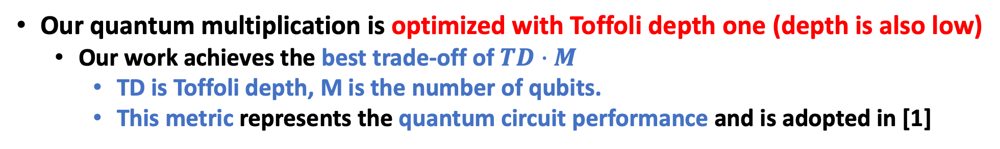 • Our quantum multiplication is optimized with Toffoli depth one (depth is also low)
• Our work achieves the best trade-off of TD · M
• TD is Toffoli depth, M is the number of qubits.
• This metric represents the quantum circuit performance and is adopted in [1]